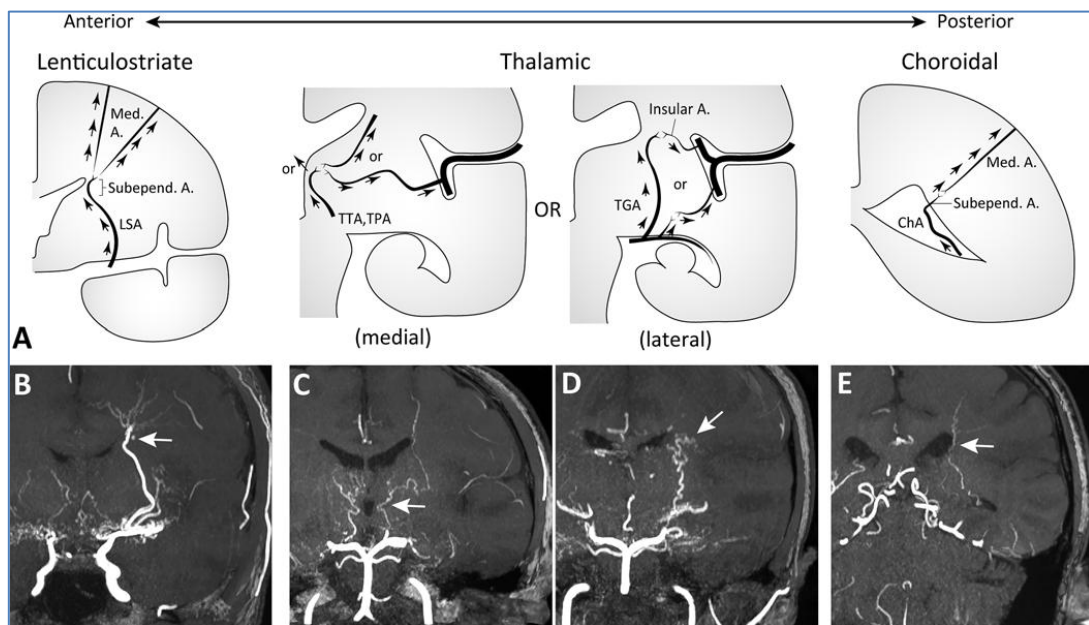 Anterior Posterior
Lenticulostriate Thalamic Choroidal
Med.
A.
Subepend. A.
LSA
or
or
TTA,TPA
(medial)
OR
Insular A.
or
TGA
(lateral)
Med. A.
Subepend. A.
ChA
A
B C D E